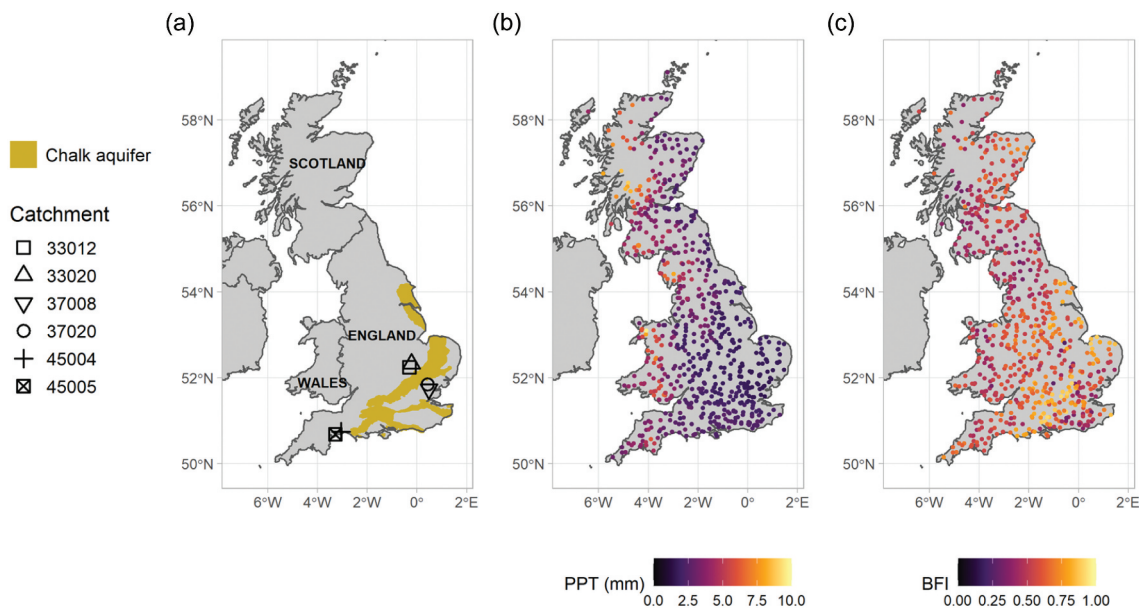 (a)
(b)
(c)
Chalk aquifer
Catchment
33012
33020
37008
37020
45004
45005
58°N
56°N
54°N
52°N
50°N
SCOTLAND
ENGLAND
WALES
6°W 4°W 2°W 0°W 2°E
58°N
56°N
54°N
52°N
50°N
6°W 4°W 2°W 0°W 2°E
58°N
56°N
54°N
52°N
50°N
6°W 4°W 2°W 0°W 2°E
PPT (mm)
0.0 2.5 5.0 7.5 10.0
BFI
0.00 0.25 0.50 0.75 1.00